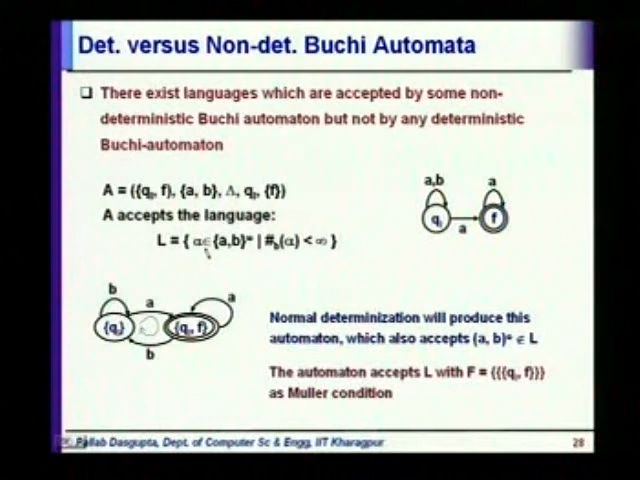 Det. versus Non-det. Buchi Automata
❑ There exist languages which are accepted by some non-
deterministic Buchi automaton but not by any deterministic
Buchi-automaton
A = ({q₀, f), {a, b}, Δ, q₀, {f})
A accepts the language:
L = { α∈{a,b}ʷ | #b(α) < ∞ }
a,b
a
q₀
f
a
b
a
a
{q₀}
{q₀, f}
b
Normal determinization will produce this
automaton, which also accepts (a, b)ʷ ∈ L
The automaton accepts L with F = {{{q₀, f}}}
as Muller condition
Pallab Dasgupta, Dept. of Computer Sc & Engg, IIT Kharagpur
28